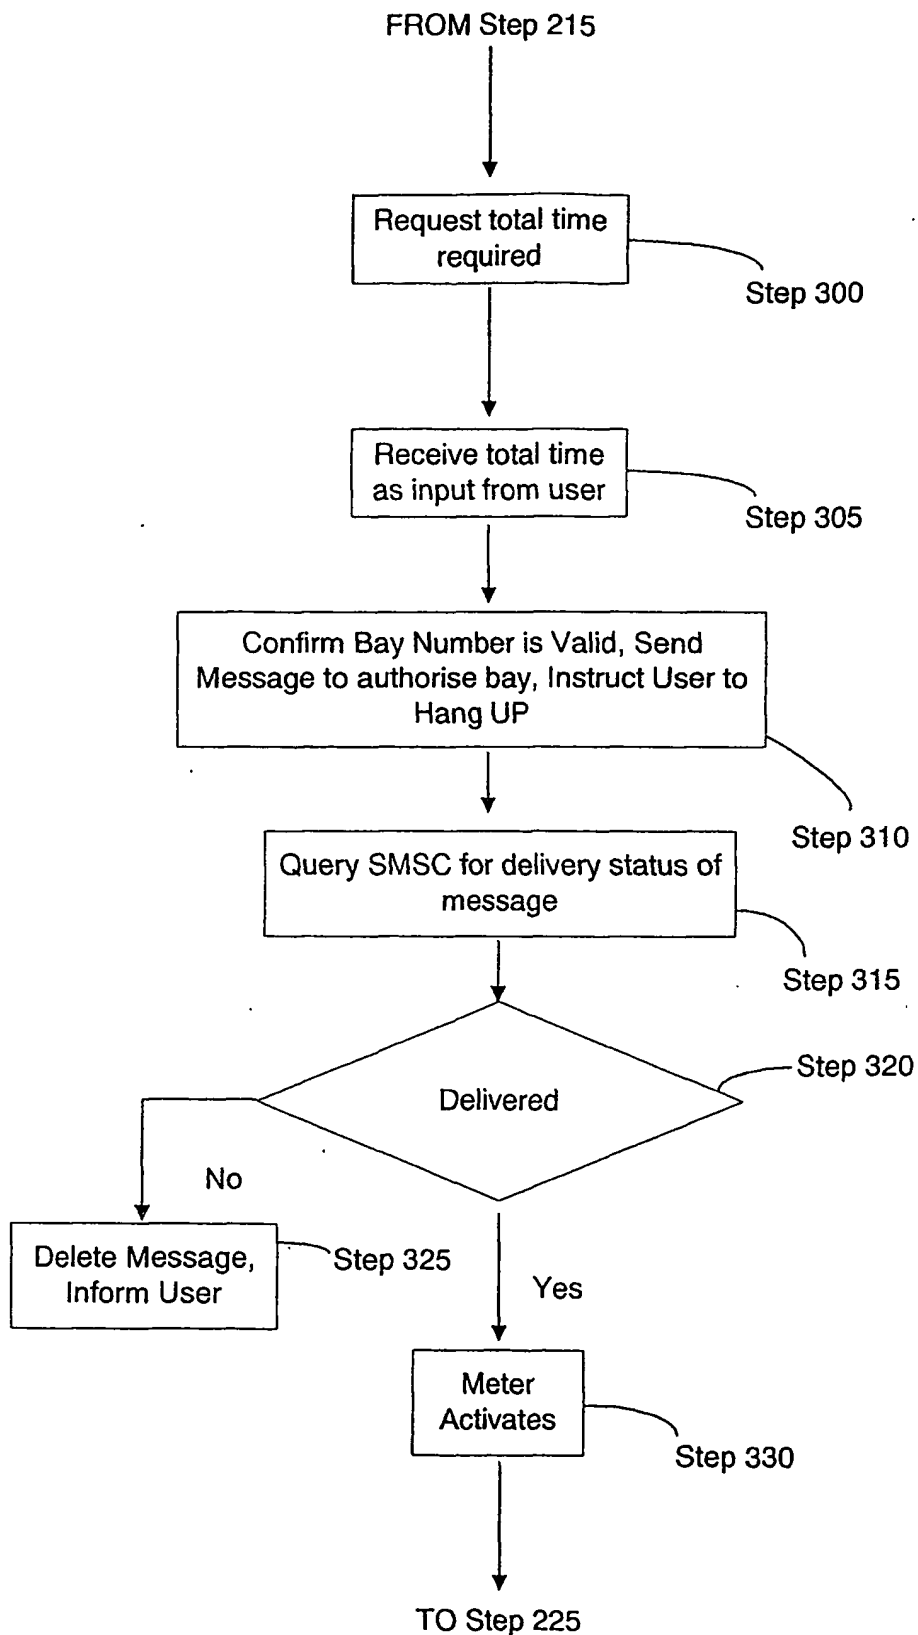 FROM Step 215
Request total time
required
Step 300
Receive total time
as input from user
Step 305
Confirm Bay Number is Valid, Send
Message to authorise bay, Instruct User to
Hang UP
Step 310
Query SMSC for delivery status of
message
Step 315
Step 320
Delivered
No
Delete Message,
Inform User
Step 325
Yes
Meter
Activates
Step 330
TO Step 225